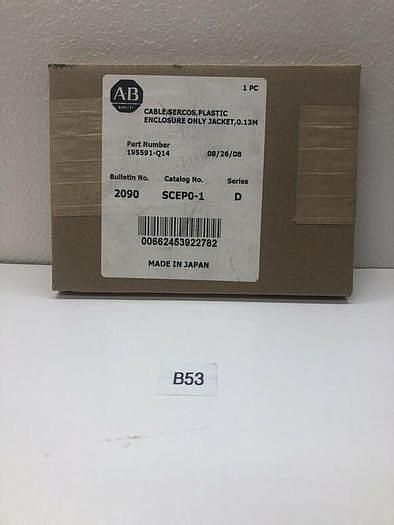 AB
1 PC
CABLE,SERCOS,PLASTIC
ENCLOSURE ONLY JACKET,0.13M
Part Number
195591-Q14 08/26/08
Bulletin No. Catalog No. Series
2090 SCEP0-1 D
00662453922782
MADE IN JAPAN
B53